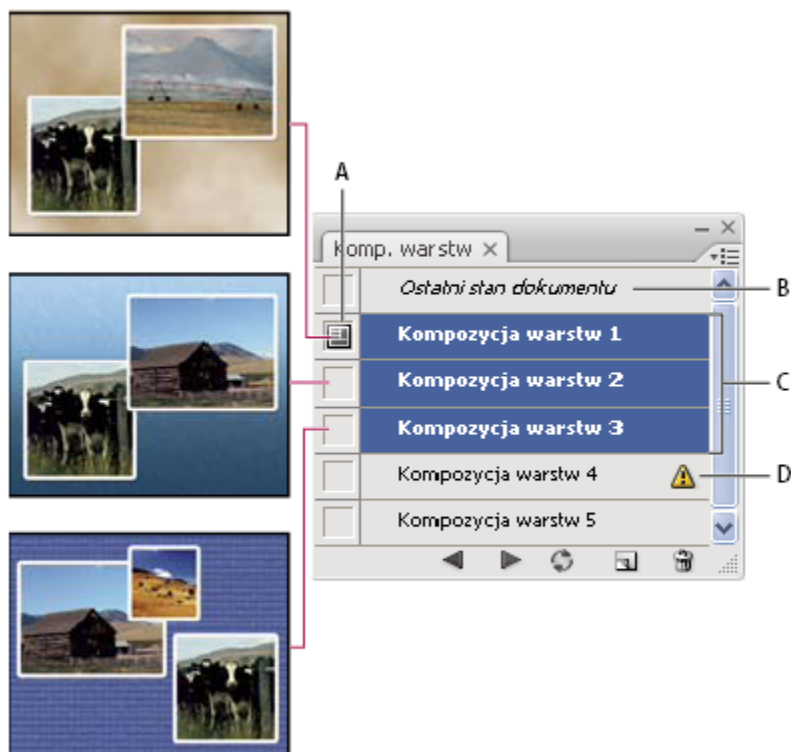 A
Komp. warstw
Ostatni stan dokumentu
B
Kompozycja warstw 1
Kompozycja warstw 2
C
Kompozycja warstw 3
Kompozycja warstw 4
D
Kompozycja warstw 5